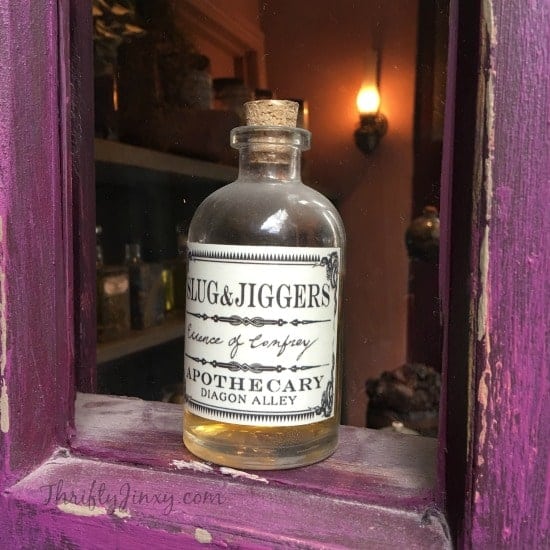 SLUG&JIGGERS
Essence of Comfrey
APOTHECARY
DIAGON ALLEY
ThriftyJinxy.com